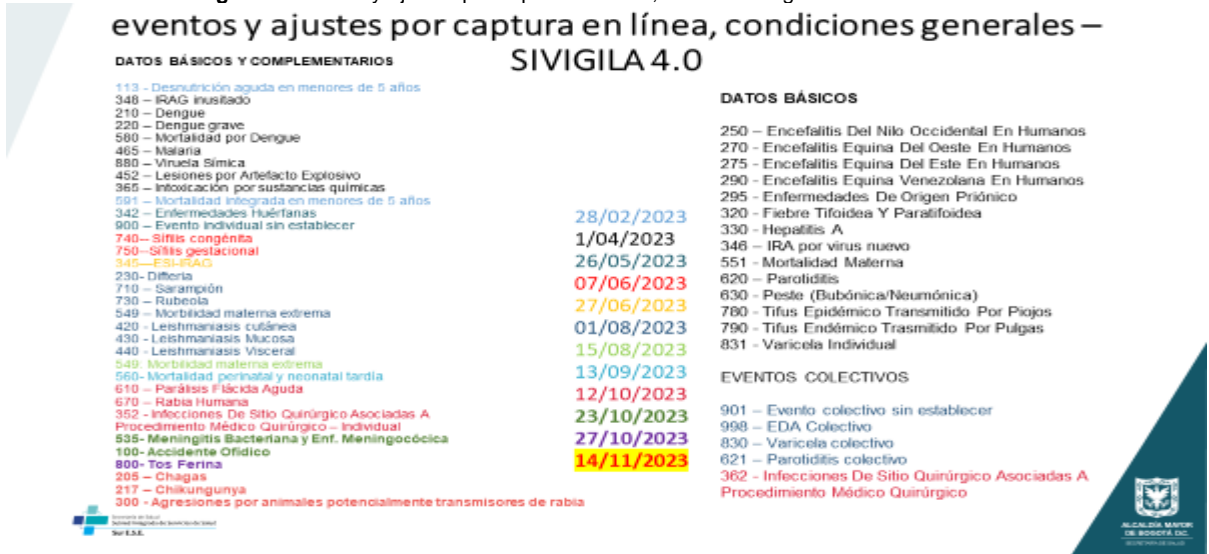 eventos y ajustes por captura en línea, condiciones generales –
SIVIGILA 4.0
DATOS BÁSICOS Y COMPLEMENTARIOS
113 - Desnutrición aguda en menores de 5 años
348 – IRAG inusitado
210 – Dengue
220 – Dengue grave
580 – Mortalidad por Dengue
465 – Malaria
880 – Viruela Símica
452 – Lesiones por Artefacto Explosivo
365 – Intoxicación por sustancias químicas
591 – Mortalidad integrada en menores de 5 años
342 – Enfermedades Huérfanas
900 – Evento individual sin establecer
740– Sífilis congénita
750–Sífilis gestacional
345—ESI-IRAG
230- Difteria
710 – Sarampión
730 – Rubeola
549 – Morbilidad materna extrema
420 - Leishmaniasis cutánea
430 - Leishmaniasis Mucosa
440 - Leishmaniasis Visceral
549: Morbilidad materna extrema
560- Mortalidad perinatal y neonatal tardía
610 – Parálisis Flácida Aguda
670 – Rabia Humana
352 - Infecciones De Sitio Quirúrgico Asociadas A
Procedimiento Médico Quirúrgico – Individual
535- Meningitis Bacteriana y Enf. Meningocócica
100- Accidente Ofídico
800- Tos Ferina
205 – Chagas
217 – Chikungunya
300 - Agresiones por animales potencialmente transmisores de rabia
28/02/2023
1/04/2023
26/05/2023
07/06/2023
27/06/2023
01/08/2023
15/08/2023
13/09/2023
12/10/2023
23/10/2023
27/10/2023
14/11/2023
DATOS BÁSICOS
250 – Encefalitis Del Nilo Occidental En Humanos
270 - Encefalitis Equina Del Oeste En Humanos
275 - Encefalitis Equina Del Este En Humanos
290 - Encefalitis Equina Venezolana En Humanos
295 - Enfermedades De Origen Priónico
320 - Fiebre Tifoidea Y Paratifoidea
330 - Hepatitis A
346 – IRA por virus nuevo
551 - Mortalidad Materna
620 – Parotiditis
630 - Peste (Bubónica/Neumónica)
780 - Tifus Epidémico Transmitido Por Piojos
790 - Tifus Endémico Trasmitido Por Pulgas
831 - Varicela Individual
EVENTOS COLECTIVOS
901 – Evento colectivo sin establecer
998 – EDA Colectivo
830 – Varicela colectivo
621 – Parotiditis colectivo
362 - Infecciones De Sitio Quirúrgico Asociadas A
Procedimiento Médico Quirúrgico
Secretaría de Salud
Subred Integrada de Servicios de Salud
Sur E.S.E.
ALCALDÍA MAYOR
DE BOGOTÁ D.C.
SECRETARÍA DE SALUD